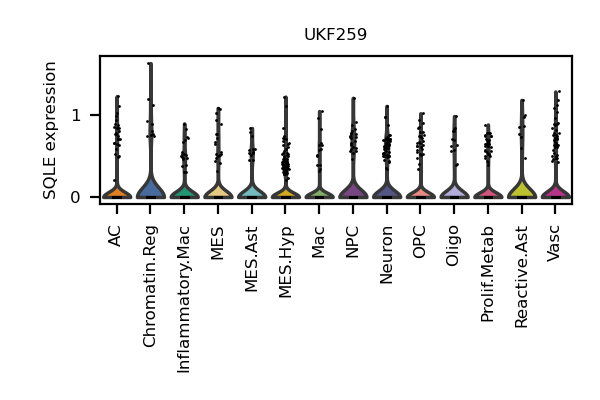 UKF259
SQLE expression
1
0
AC
Chromatin.Reg
Inflammatory.Mac
MES
MES.Ast
MES.Hyp
Mac
NPC
Neuron
OPC
Oligo
Prolif.Metab
Reactive.Ast
Vasc